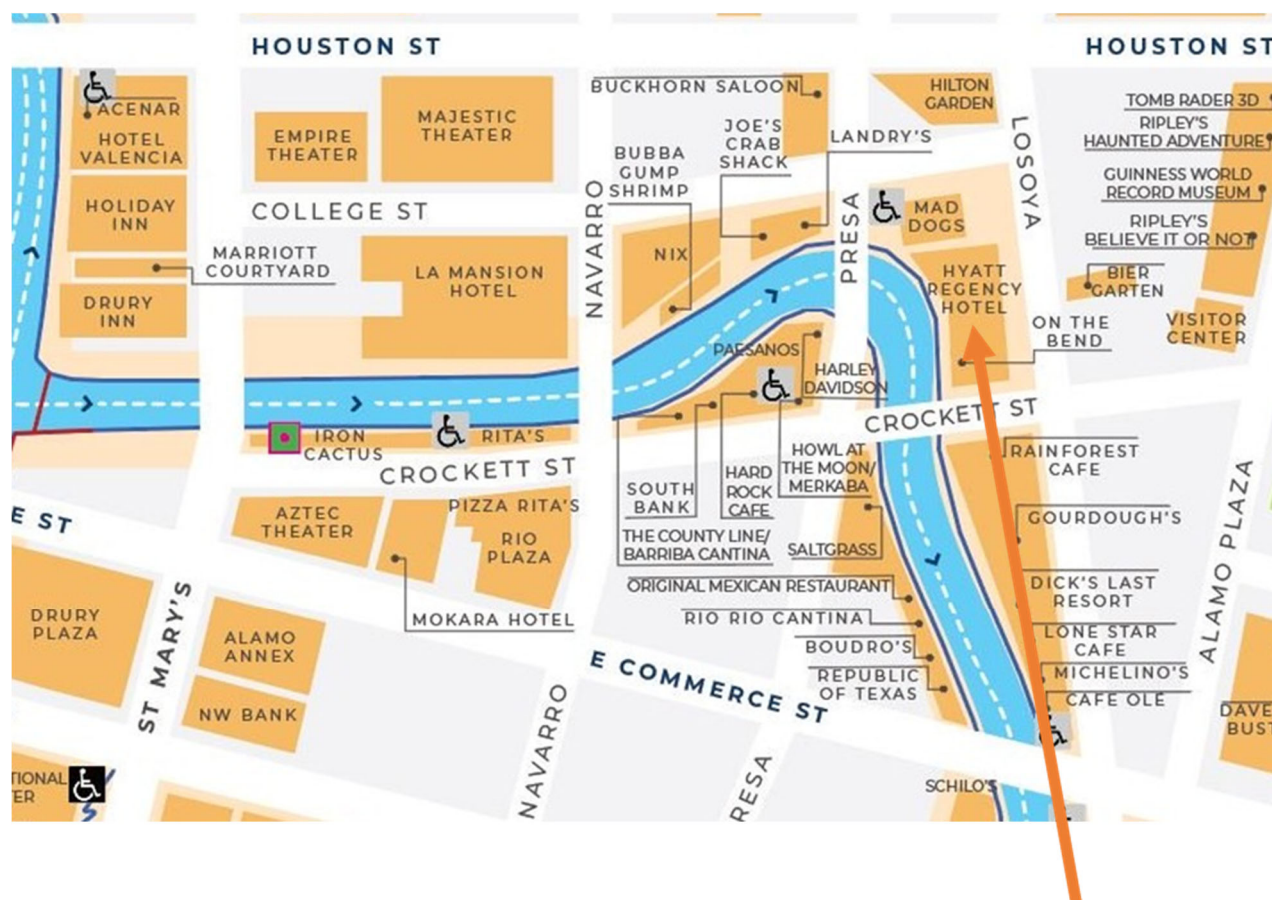 HOUSTON ST
HOUSTON ST
ACENAR
HOTEL
VALENCIA
EMPIRE
THEATER
MAJESTIC
THEATER
BUCKHORN SALOON
HILTON
GARDEN
TOMB RADER 3D
RIPLEY'S
HAUNTED ADVENTURE
JOE'S
CRAB
SHACK
LANDRY'S
BUBBA
GUMP
SHRIMP
LOSOYA
GUINNESS WORLD
RECORD MUSEUM
HOLIDAY
INN
COLLEGE ST
NAVARRO
PRESA
MAD
DOGS
RIPLEY'S
BELIEVE IT OR NOT
MARRIOTT
COURTYARD
LA MANSION
HOTEL
NIX
HYATT
REGENCY
HOTEL
BIER
GARTEN
DRURY
INN
ON THE
BEND
VISITOR
CENTER
PAESANOS
HARLEY
DAVIDSON
IRON
CACTUS
RITA'S
CROCKETT ST
CROCKETT ST
HOWL AT
THE MOON/
MERKABA
RAINFOREST
CAFE
SOUTH
BANK
HARD
ROCK
CAFE
E ST
AZTEC
THEATER
PIZZA RITA'S
RIO
PLAZA
THE COUNTY LINE/
BARRIBA CANTINA
SALTGRASS
GOURDOUGH'S
ALAMO PLAZA
ORIGINAL MEXICAN RESTAURANT
DICK'S LAST
RESORT
DRURY
PLAZA
ST MARY'S
ALAMO
ANNEX
MOKARA HOTEL
RIO RIO CANTINA
LONE STAR
CAFE
BOUDRO'S
E COMMERCE ST
REPUBLIC
OF TEXAS
MICHELINO'S
CAFE OLÉ
NW BANK
NAVARRO
RESA
DAVE
BUST
TIONAL
ER
SCHILO'S